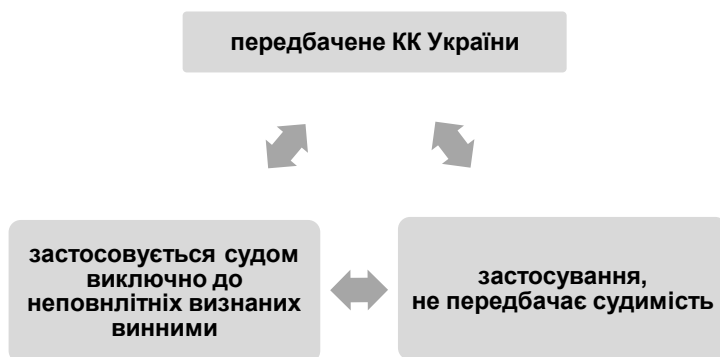 передбачене КК України
застосовується судом
виключно до
неповнлітніх визнаних
винними
застосування,
не передбачає судимість